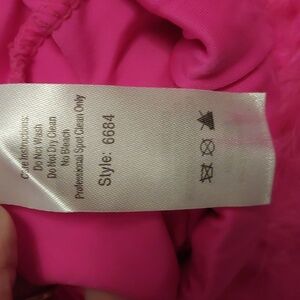 Care Instructions:
Do Not Wash
Do Not Dry Clean
No Bleach
Professional Spot Clean Only
Style: 6684